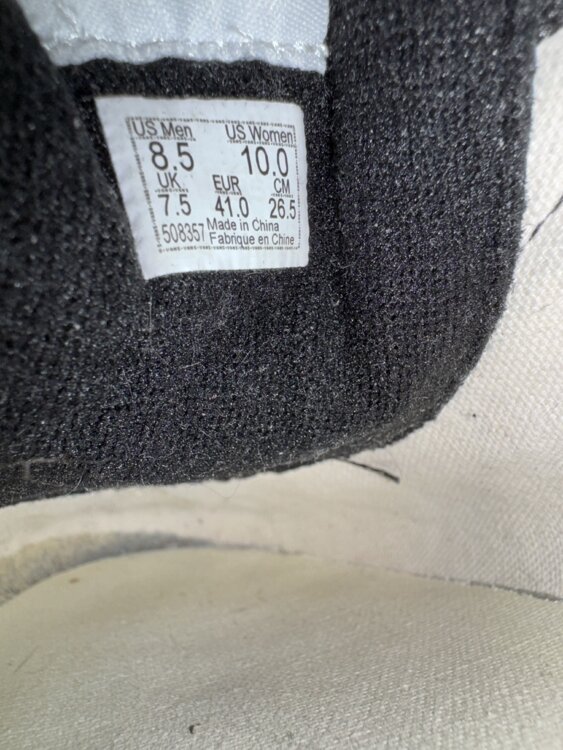 US Men US Women
8.5 10.0
UK EUR CM
7.5 41.0 26.5
508357 Made in China
Fabrique en Chine